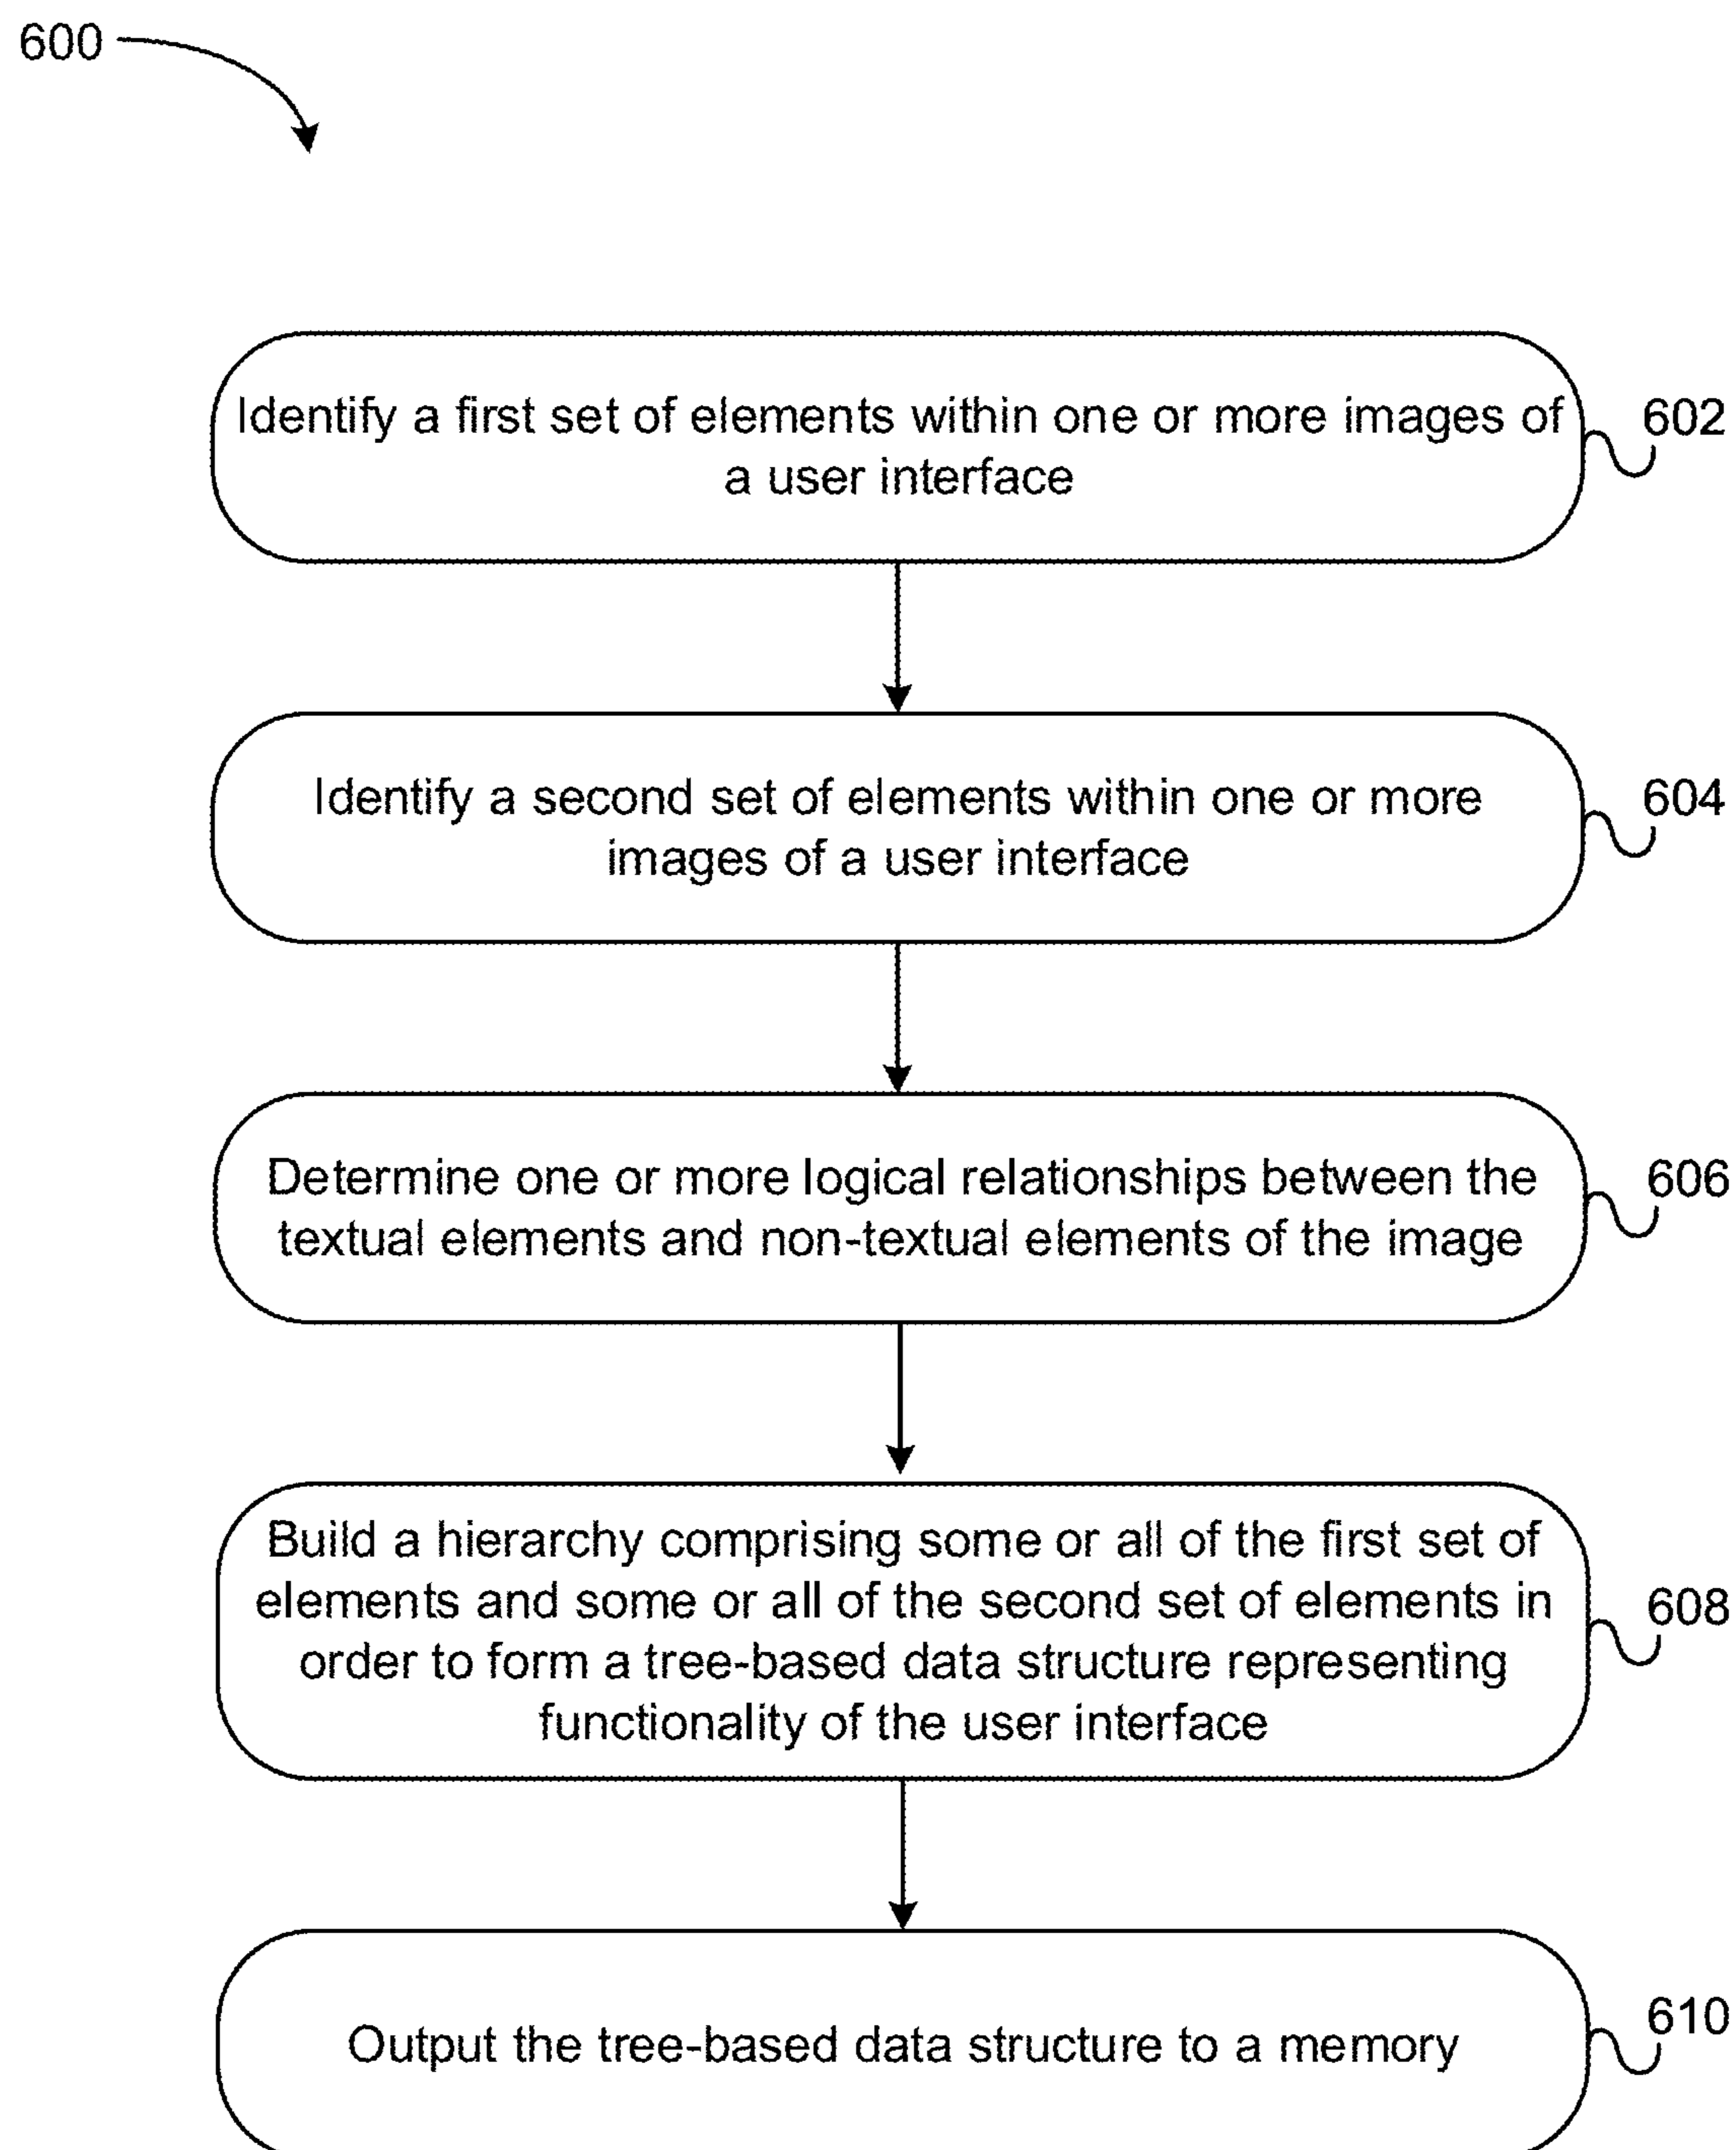 600
Identify a first set of elements within one or more images of
a user interface
602
Identify a second set of elements within one or more
images of a user interface
604
Determine one or more logical relationships between the
textual elements and non-textual elements of the image
606
Build a hierarchy comprising some or all of the first set of
elements and some or all of the second set of elements in
order to form a tree-based data structure representing
functionality of the user interface
608
Output the tree-based data structure to a memory
610